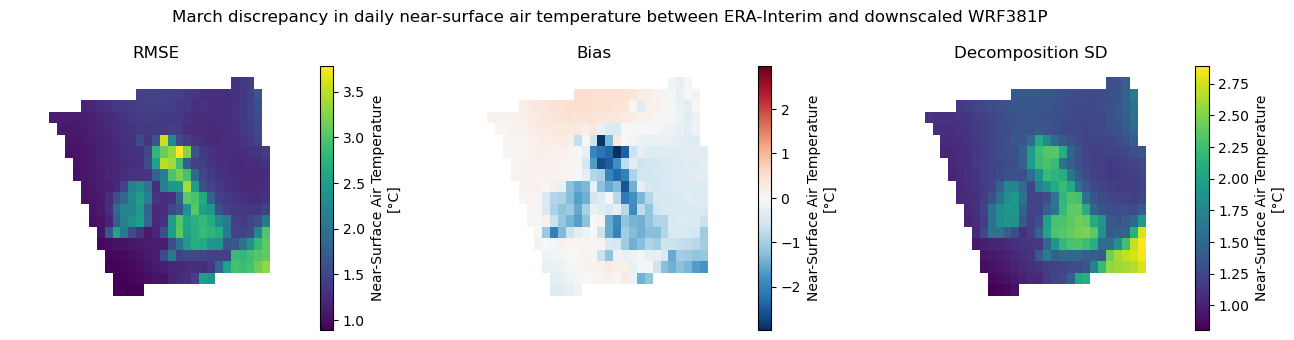 March discrepancy in daily near-surface air temperature between ERA-Interim and downscaled WRF381P
RMSE
3.5
3.0
2.5
2.0
1.5
1.0
Near-Surface Air Temperature
[°C]
Bias
2
1
0
−1
−2
Near-Surface Air Temperature
[°C]
Decomposition SD
2.75
2.50
2.25
2.00
1.75
1.50
1.25
1.00
Near-Surface Air Temperature
[°C]